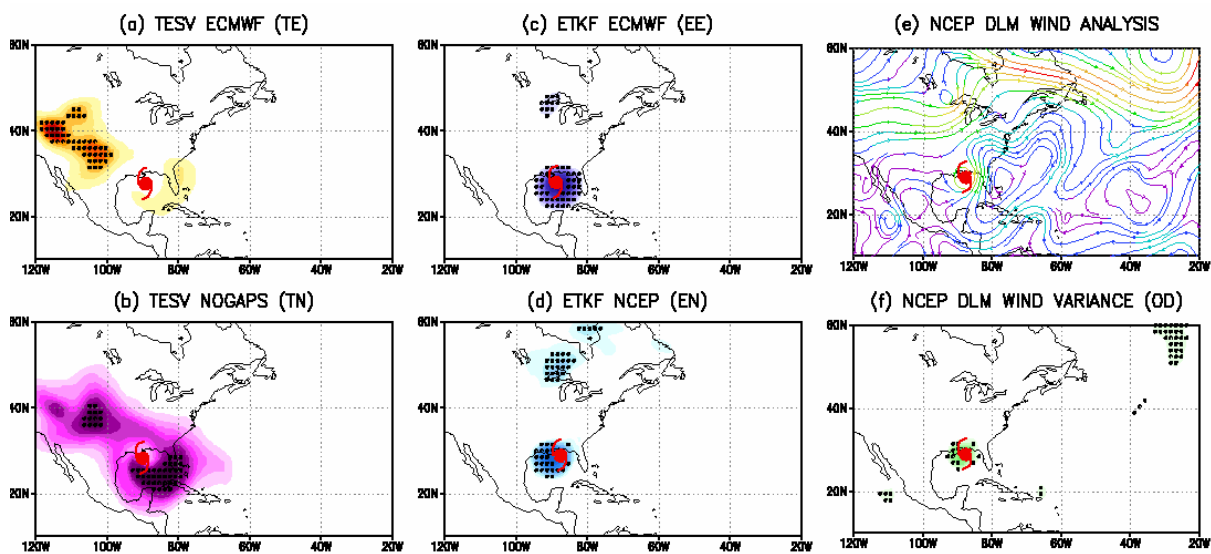 (a) TESV ECMWF (TE)
60N
40N
20N
120W 100W 80W 60W 40W 20W
(c) ETKF ECMWF (EE)
60N
40N
20N
120W 100W 80W 60W 40W 20W
(e) NCEP DLM WIND ANALYSIS
60N
40N
20N
120W 100W 80W 60W 40W 20W
(b) TESV NOGAPS (TN)
60N
40N
20N
120W 100W 80W 60W 40W 20W
(d) ETKF NCEP (EN)
60N
40N
20N
120W 100W 80W 60W 40W 20W
(f) NCEP DLM WIND VARIANCE (OD)
60N
40N
20N
120W 100W 80W 60W 40W 20W